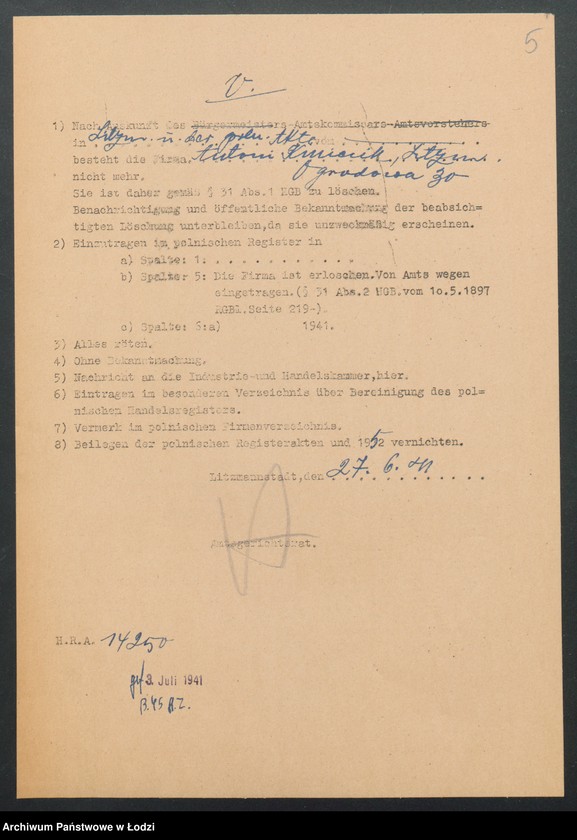 5
V.
1) Nach Auskunft des Bürgermeisters-Amtskommissars-Amtsvorstehers
in Litzm. u. der poln. Akte von
besteht die Firma Antoni Litzm.
Ogrodowa 30
nicht mehr.
Sie ist daher gemäß § 31 Abs.1 HGB zu löschen.
Benachrichtigung und öffentliche Bekanntmachung der beabsich=
tigten Löschung unterbleiben,da sie unzweckmäßig erscheinen.
2) Einzutragen im polnischen Register in
a) Spalte: 1. . . . . . . . . . . . .
b) Spalte: 5: Die Firma ist erloschen.Von Amts wegen
eingetragen.(§ 31 Abs.2 HGB.vom 1o.5.1897
RGBl.Seite 219-).
c) Spalte: 6:a) 1941.
3) Alles röten.
4) Ohne Bekanntmachung.
5) Nachricht an die Industrie-und Handelskammer,hier.
6) Eintragen im besonderen Verzeichnis über Bereinigung des pol=
nischen Handelsregisters.
7) Vermerk im polnischen Firmenverzeichnis.
8) Beilegen der polnischen Registerakten und 1952 vernichten.
Litzmannstadt,den 27. 6. 41
Amtsgerichtsrat.
H.R.A. 14250
gef. 3. Juli 1941
Archiwum Państwowe w Łodzi